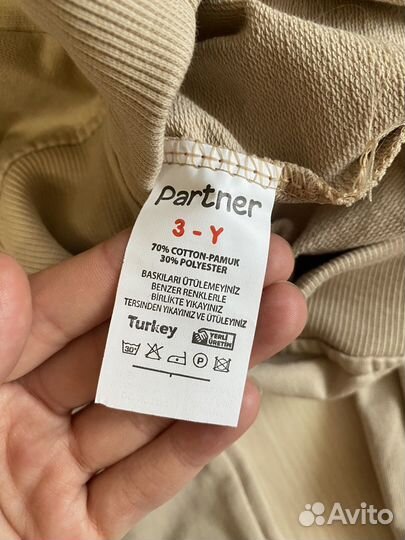 partner
3 - Y
70% COTTON-PAMUK
30% POLYESTER
BASKILARI ÜTÜLEMEYİNİZ
BENZER RENKLERLE
BİRLİKTE YIKAYINIZ
TERSİNDEN YIKAYINIZ VE ÜTÜLEYİNİZ
Turkey
YERLİ
ÜRETİM
30°
P
Avito